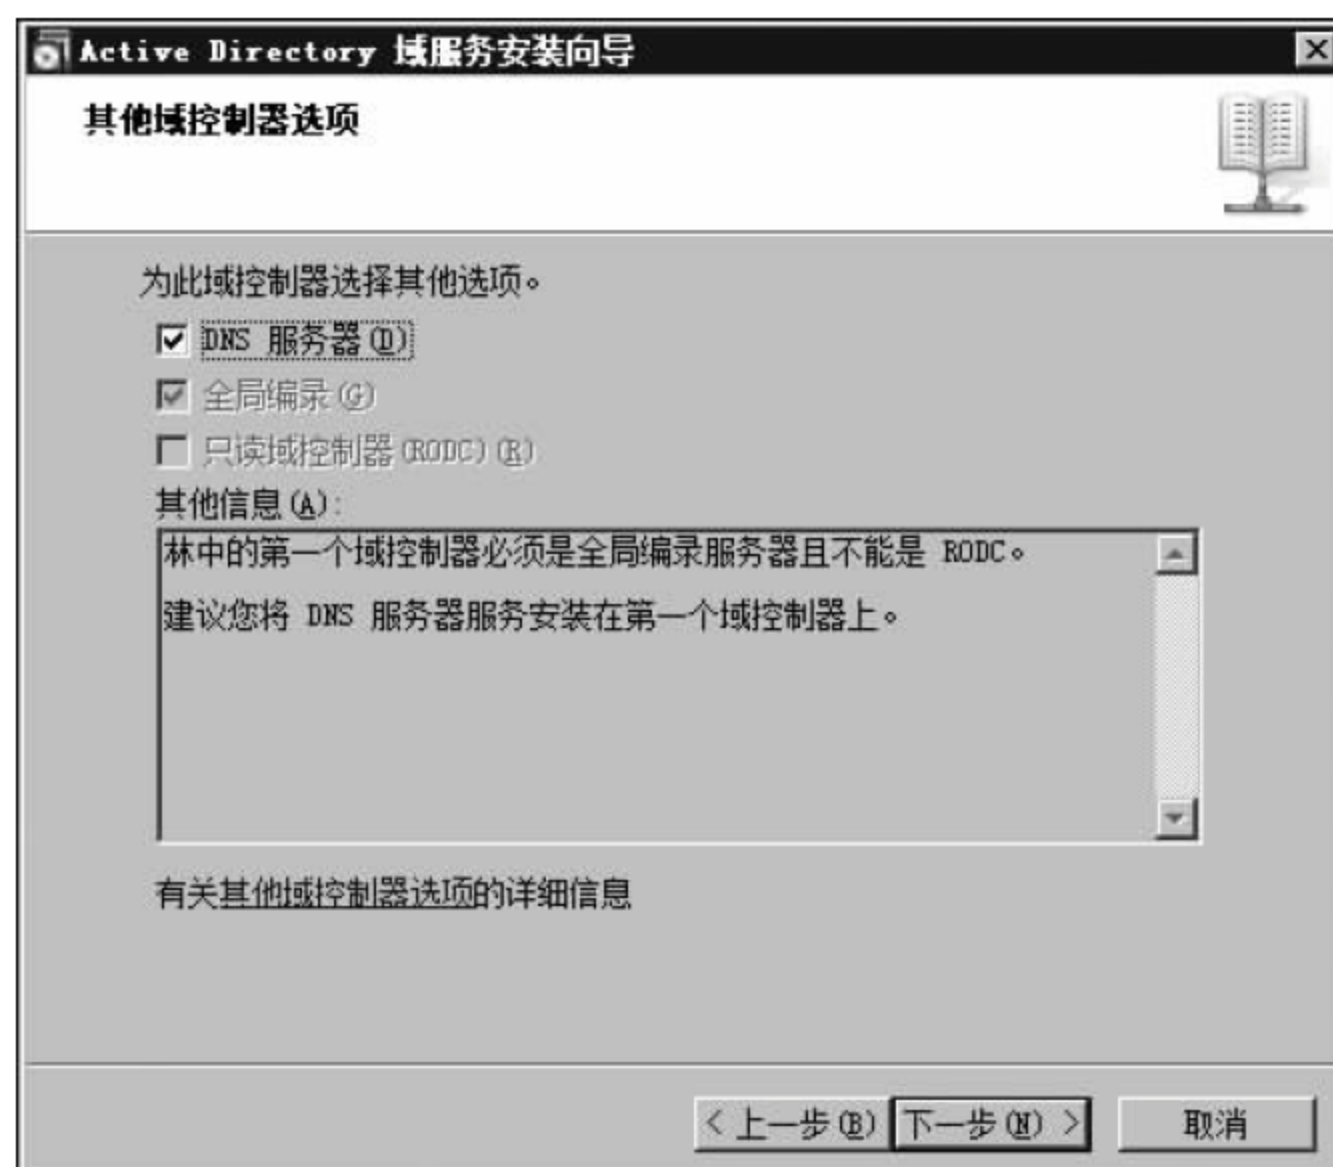 Active Directory 域服务安装向导
其他域控制器选项
为此域控制器选择其他选项。
DNS 服务器(D)
全局编录(G)
只读域控制器(RODC)(R)
其他信息(A):
林中的第一个域控制器必须是全局编录服务器且不能是 RODC。
建议您将 DNS 服务器服务安装在第一个域控制器上。
有关其他域控制器选项的详细信息
< 上一步(B) 下一步(N) > 取消